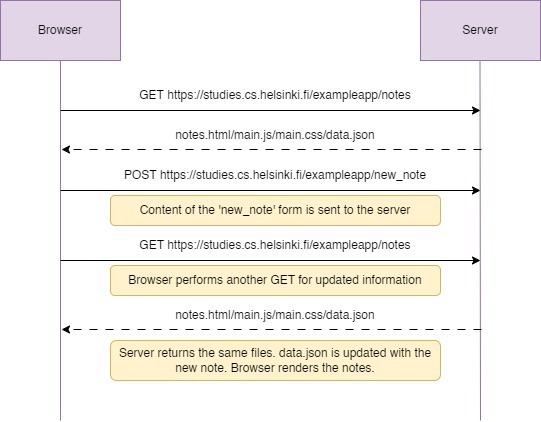 Browser
Server
GET https://studies.cs.helsinki.fi/exampleapp/notes
notes.html/main.js/main.css/data.json
POST https://studies.cs.helsinki.fi/exampleapp/new_note
Content of the 'new_note' form is sent to the server
GET https://studies.cs.helsinki.fi/exampleapp/notes
Browser performs another GET for updated information
notes.html/main.js/main.css/data.json
Server returns the same files. data.json is updated with the
new note. Browser renders the notes.